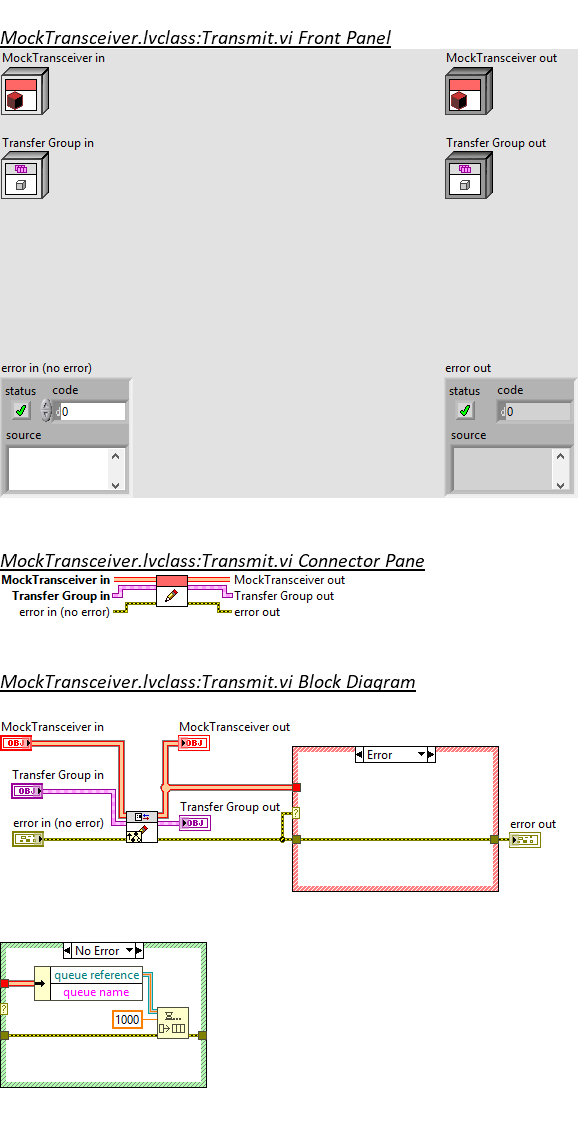 MockTransceiver.lvclass:Transmit.vi Front Panel
MockTransceiver in
MockTransceiver out
Transfer Group in
Transfer Group out
error in (no error)
error out
status code
d 0
source
status code
d 0
source
MockTransceiver.lvclass:Transmit.vi Connector Pane
MockTransceiver in
MockTransceiver out
Transfer Group in
Transfer Group out
error in (no error)
error out
MockTransceiver.lvclass:Transmit.vi Block Diagram
MockTransceiver in
MockTransceiver out
OBJ
OBJ
Error
Transfer Group in
OBJ
Transfer Group out
OBJ
?
error in (no error)
error out
No Error
queue reference
queue name
?
1000